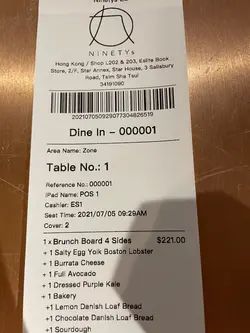 Ninetys
NINETYs
Hong Kong / Shop L202 & 203, Eslite Book
Store, 2/F, Star Annex, Star House, 3 Salisbury
Road, Tsim Sha Tsui
34191090
20210705092907730482651 9
Dine In - 000001
Area Name: Zone
Table No.: 1
Reference No.: 000001
iPad Name: POS 1
Cashier: ES1
Seat Time: 2021/07/05 09:29AM
Cover: 2
1 x Brunch Board 4 Sides $221.00
+ 1 Salty Egg Yolk Boston Lobster
+ 1 Burrata Cheese
+ 1 Full Avocado
+ 1 Dressed Purple Kale
+ 1 Bakery
+ 1 Lemon Danish Loaf Bread
+ 1 Chocolate Danish Loaf Bread
+ 1 Sourdough